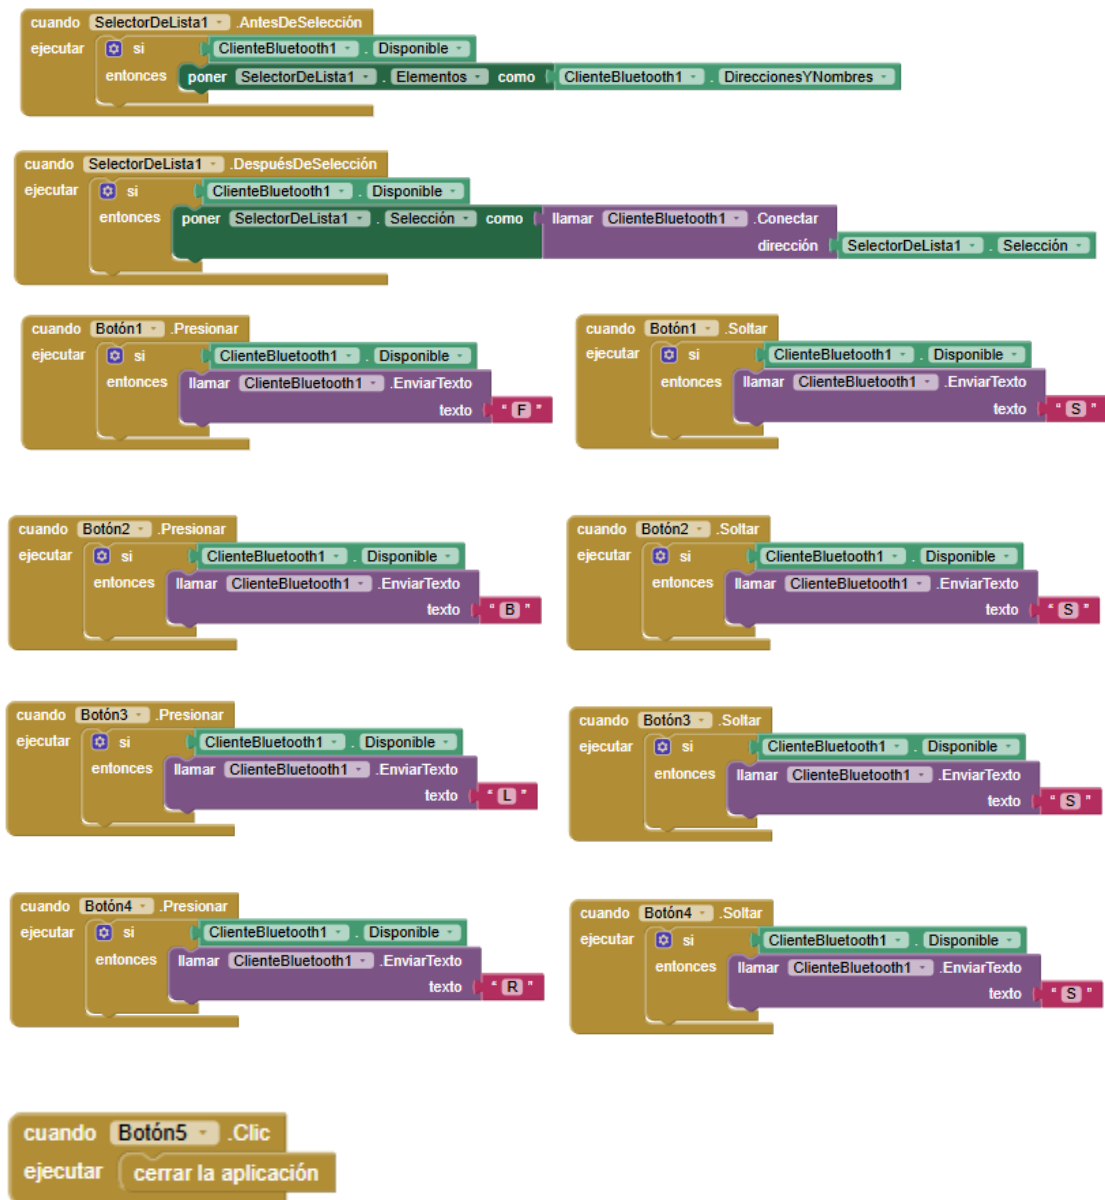 cuando SelectorDeLista1 .AntesDeSelección
ejecutar si ClienteBluetooth1 . Disponible
entonces poner SelectorDeLista1 . Elementos como ClienteBluetooth1 . DireccionesYNombres
cuando SelectorDeLista1 .DespuésDeSelección
ejecutar si ClienteBluetooth1 . Disponible
entonces poner SelectorDeLista1 . Selección como llamar ClienteBluetooth1 .Conectar
dirección SelectorDeLista1 . Selección
cuando Botón1 .Presionar
ejecutar si ClienteBluetooth1 . Disponible
entonces llamar ClienteBluetooth1 .EnviarTexto
texto " F "
cuando Botón1 .Soltar
ejecutar si ClienteBluetooth1 . Disponible
entonces llamar ClienteBluetooth1 .EnviarTexto
texto " S "
cuando Botón2 .Presionar
ejecutar si ClienteBluetooth1 . Disponible
entonces llamar ClienteBluetooth1 .EnviarTexto
texto " B "
cuando Botón2 .Soltar
ejecutar si ClienteBluetooth1 . Disponible
entonces llamar ClienteBluetooth1 .EnviarTexto
texto " S "
cuando Botón3 .Presionar
ejecutar si ClienteBluetooth1 . Disponible
entonces llamar ClienteBluetooth1 .EnviarTexto
texto " L "
cuando Botón3 .Soltar
ejecutar si ClienteBluetooth1 . Disponible
entonces llamar ClienteBluetooth1 .EnviarTexto
texto " S "
cuando Botón4 .Presionar
ejecutar si ClienteBluetooth1 . Disponible
entonces llamar ClienteBluetooth1 .EnviarTexto
texto " R "
cuando Botón4 .Soltar
ejecutar si ClienteBluetooth1 . Disponible
entonces llamar ClienteBluetooth1 .EnviarTexto
texto " S "
cuando Botón5 .Clic
ejecutar cerrar la aplicación